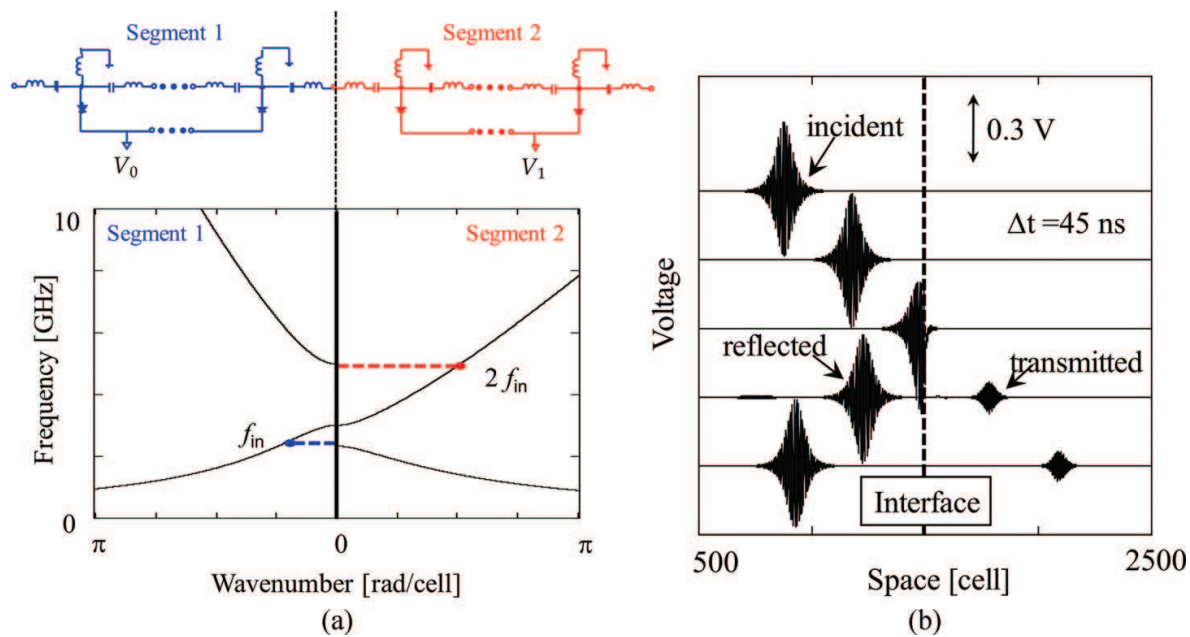 Segment 1
Segment 2
V0
V1
10
Segment 1
Segment 2
Frequency [GHz]
2 fin
fin
0
π
0
π
Wavenumber [rad/cell]
(a)
incident
0.3 V
Δt =45 ns
Voltage
reflected
transmitted
Interface
500
2500
Space [cell]
(b)